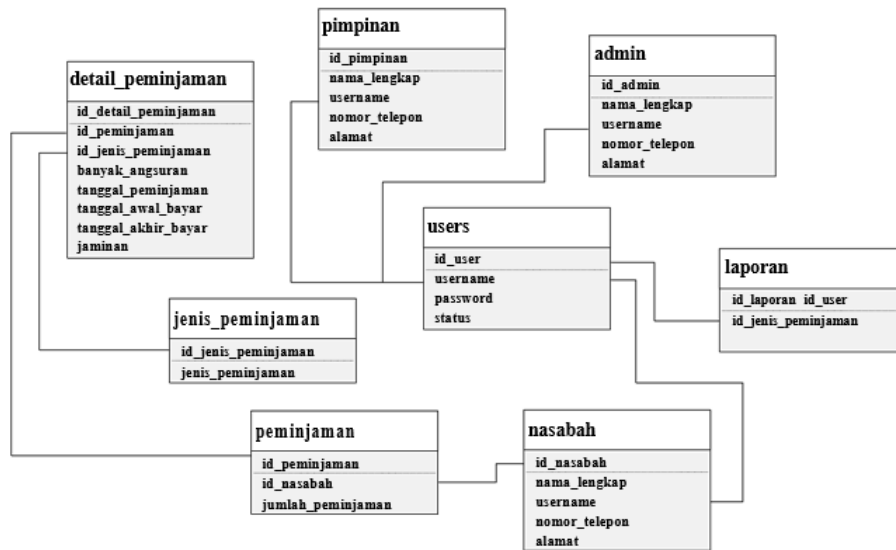 pimpinan
id_pimpinan
nama_lengkap
username
nomor_telepon
alamat
admin
id_admin
nama_lengkap
username
nomor_telepon
alamat
detail_peminjaman
id_detail_peminjaman
id_peminjaman
id_jenis_peminjaman
banyak_angsuran
tanggal_peminjaman
tanggal_awal_bayar
tanggal_akhir_bayar
jaminan
users
id_user
username
password
status
laporan
id_laporan id_user
id_jenis_peminjaman
jenis_peminjaman
id_jenis_peminjaman
jenis_peminjaman
peminjaman
id_peminjaman
id_nasabah
jumlah_peminjaman
nasabah
id_nasabah
nama_lengkap
username
nomor_telepon
alamat